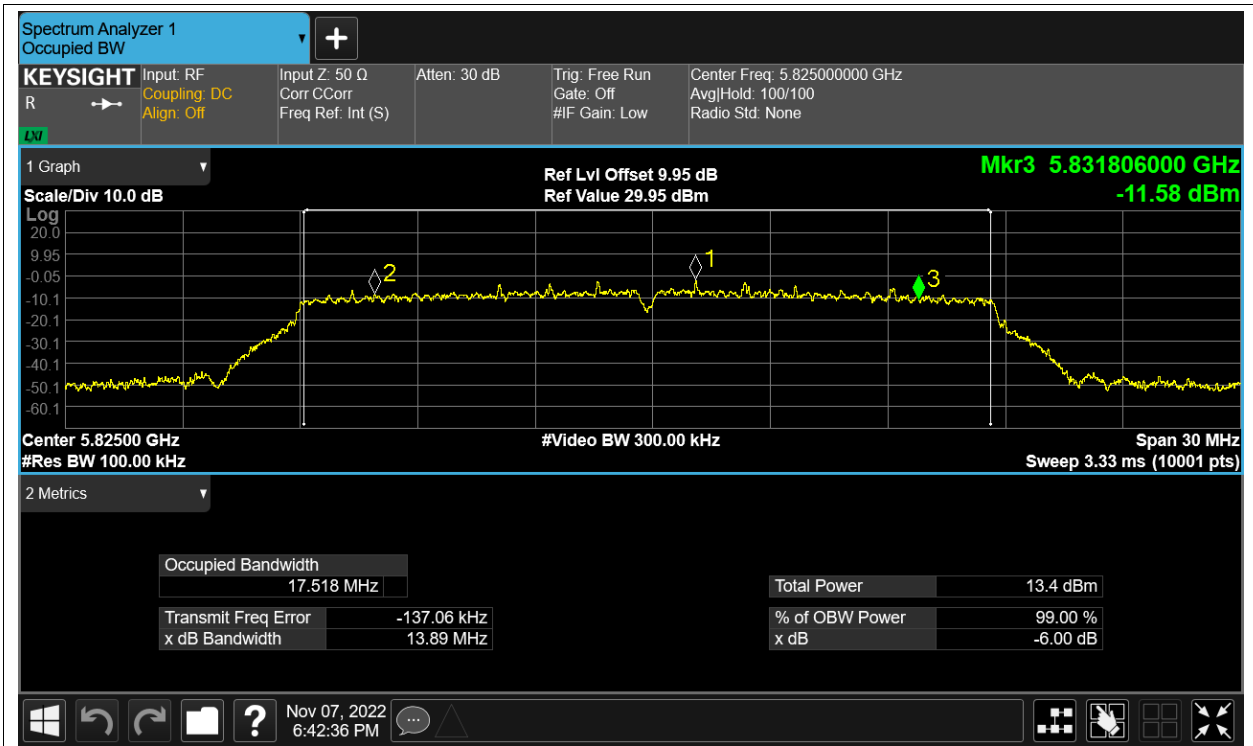 Spectrum Analyzer 1
Occupied BW
KEYSIGHT
R
LXI
Input: RF
Coupling: DC
Align: Off
Input Z: 50 Ω
Corr CCorr
Freq Ref: Int (S)
Atten: 30 dB
Trig: Free Run
Gate: Off
#IF Gain: Low
Center Freq: 5.825000000 GHz
Avg|Hold: 100/100
Radio Std: None
1 Graph
Scale/Div 10.0 dB
Ref Lvl Offset 9.95 dB
Ref Value 29.95 dBm
Mkr3 5.831806000 GHz
-11.58 dBm
Log
20.0
9.95
-0.05
-10.1
-20.1
-30.1
-40.1
-50.1
-60.1
2
1
3
Center 5.82500 GHz
#Res BW 100.00 kHz
#Video BW 300.00 kHz
Span 30 MHz
Sweep 3.33 ms (10001 pts)
2 Metrics
Occupied Bandwidth
17.518 MHz
Transmit Freq Error -137.06 kHz
x dB Bandwidth 13.89 MHz
Total Power 13.4 dBm
% of OBW Power 99.00 %
x dB -6.00 dB
?
Nov 07, 2022
6:42:36 PM